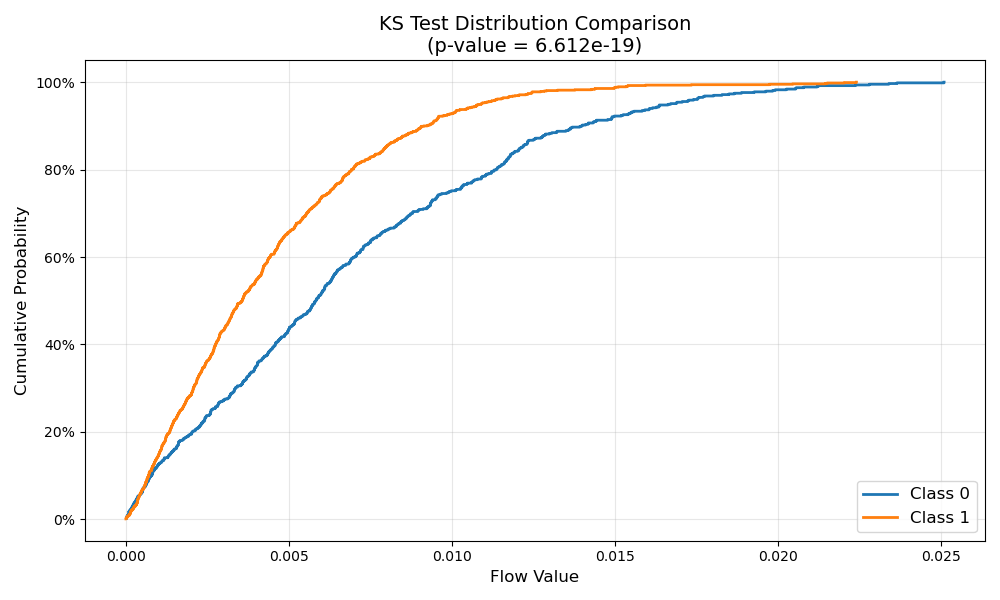 KS Test Distribution Comparison
(p-value = 6.612e-19)
100%
80%
60%
40%
20%
0%
Cumulative Probability
0.000
0.005
0.010
0.015
0.020
0.025
Flow Value
Class 0
Class 1